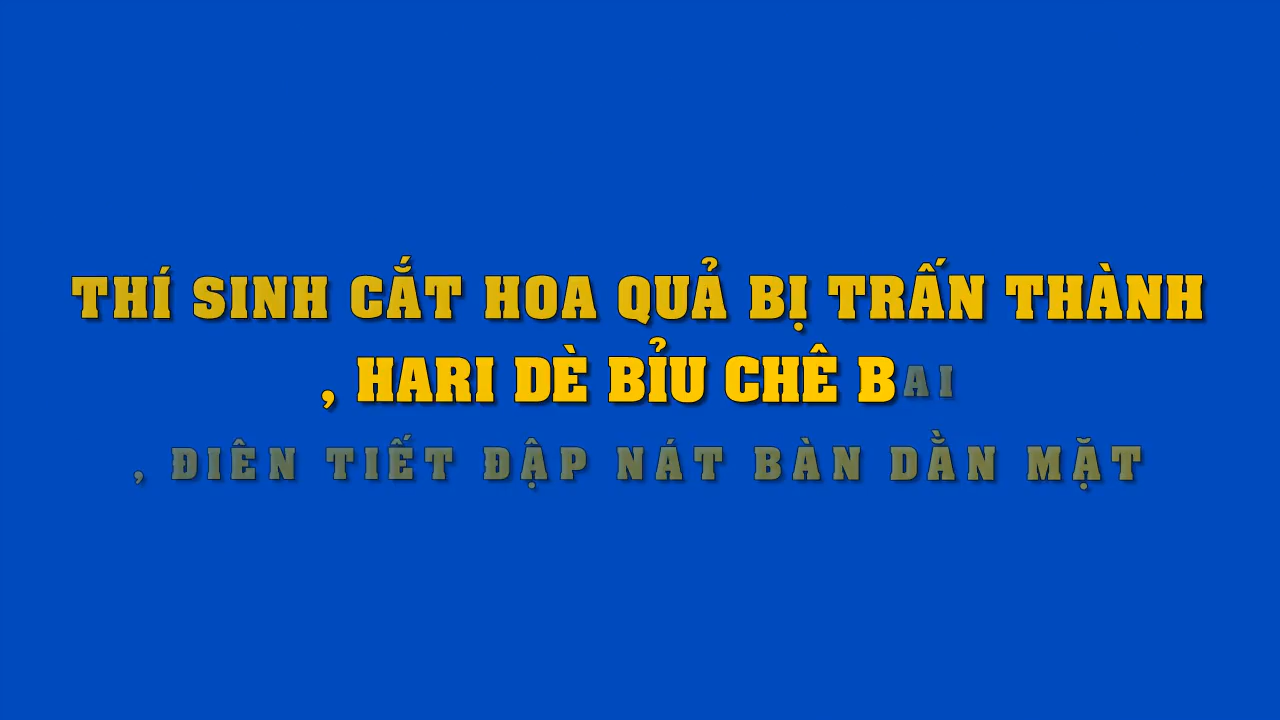 THÍ SINH CẮT HOA QUẢ BỊ TRẤN THÀNH
, HARI DÈ BỈU CHÊ BAI
, ĐIÊN TIẾT ĐẬP NÁT BÀN DẰN MẶT